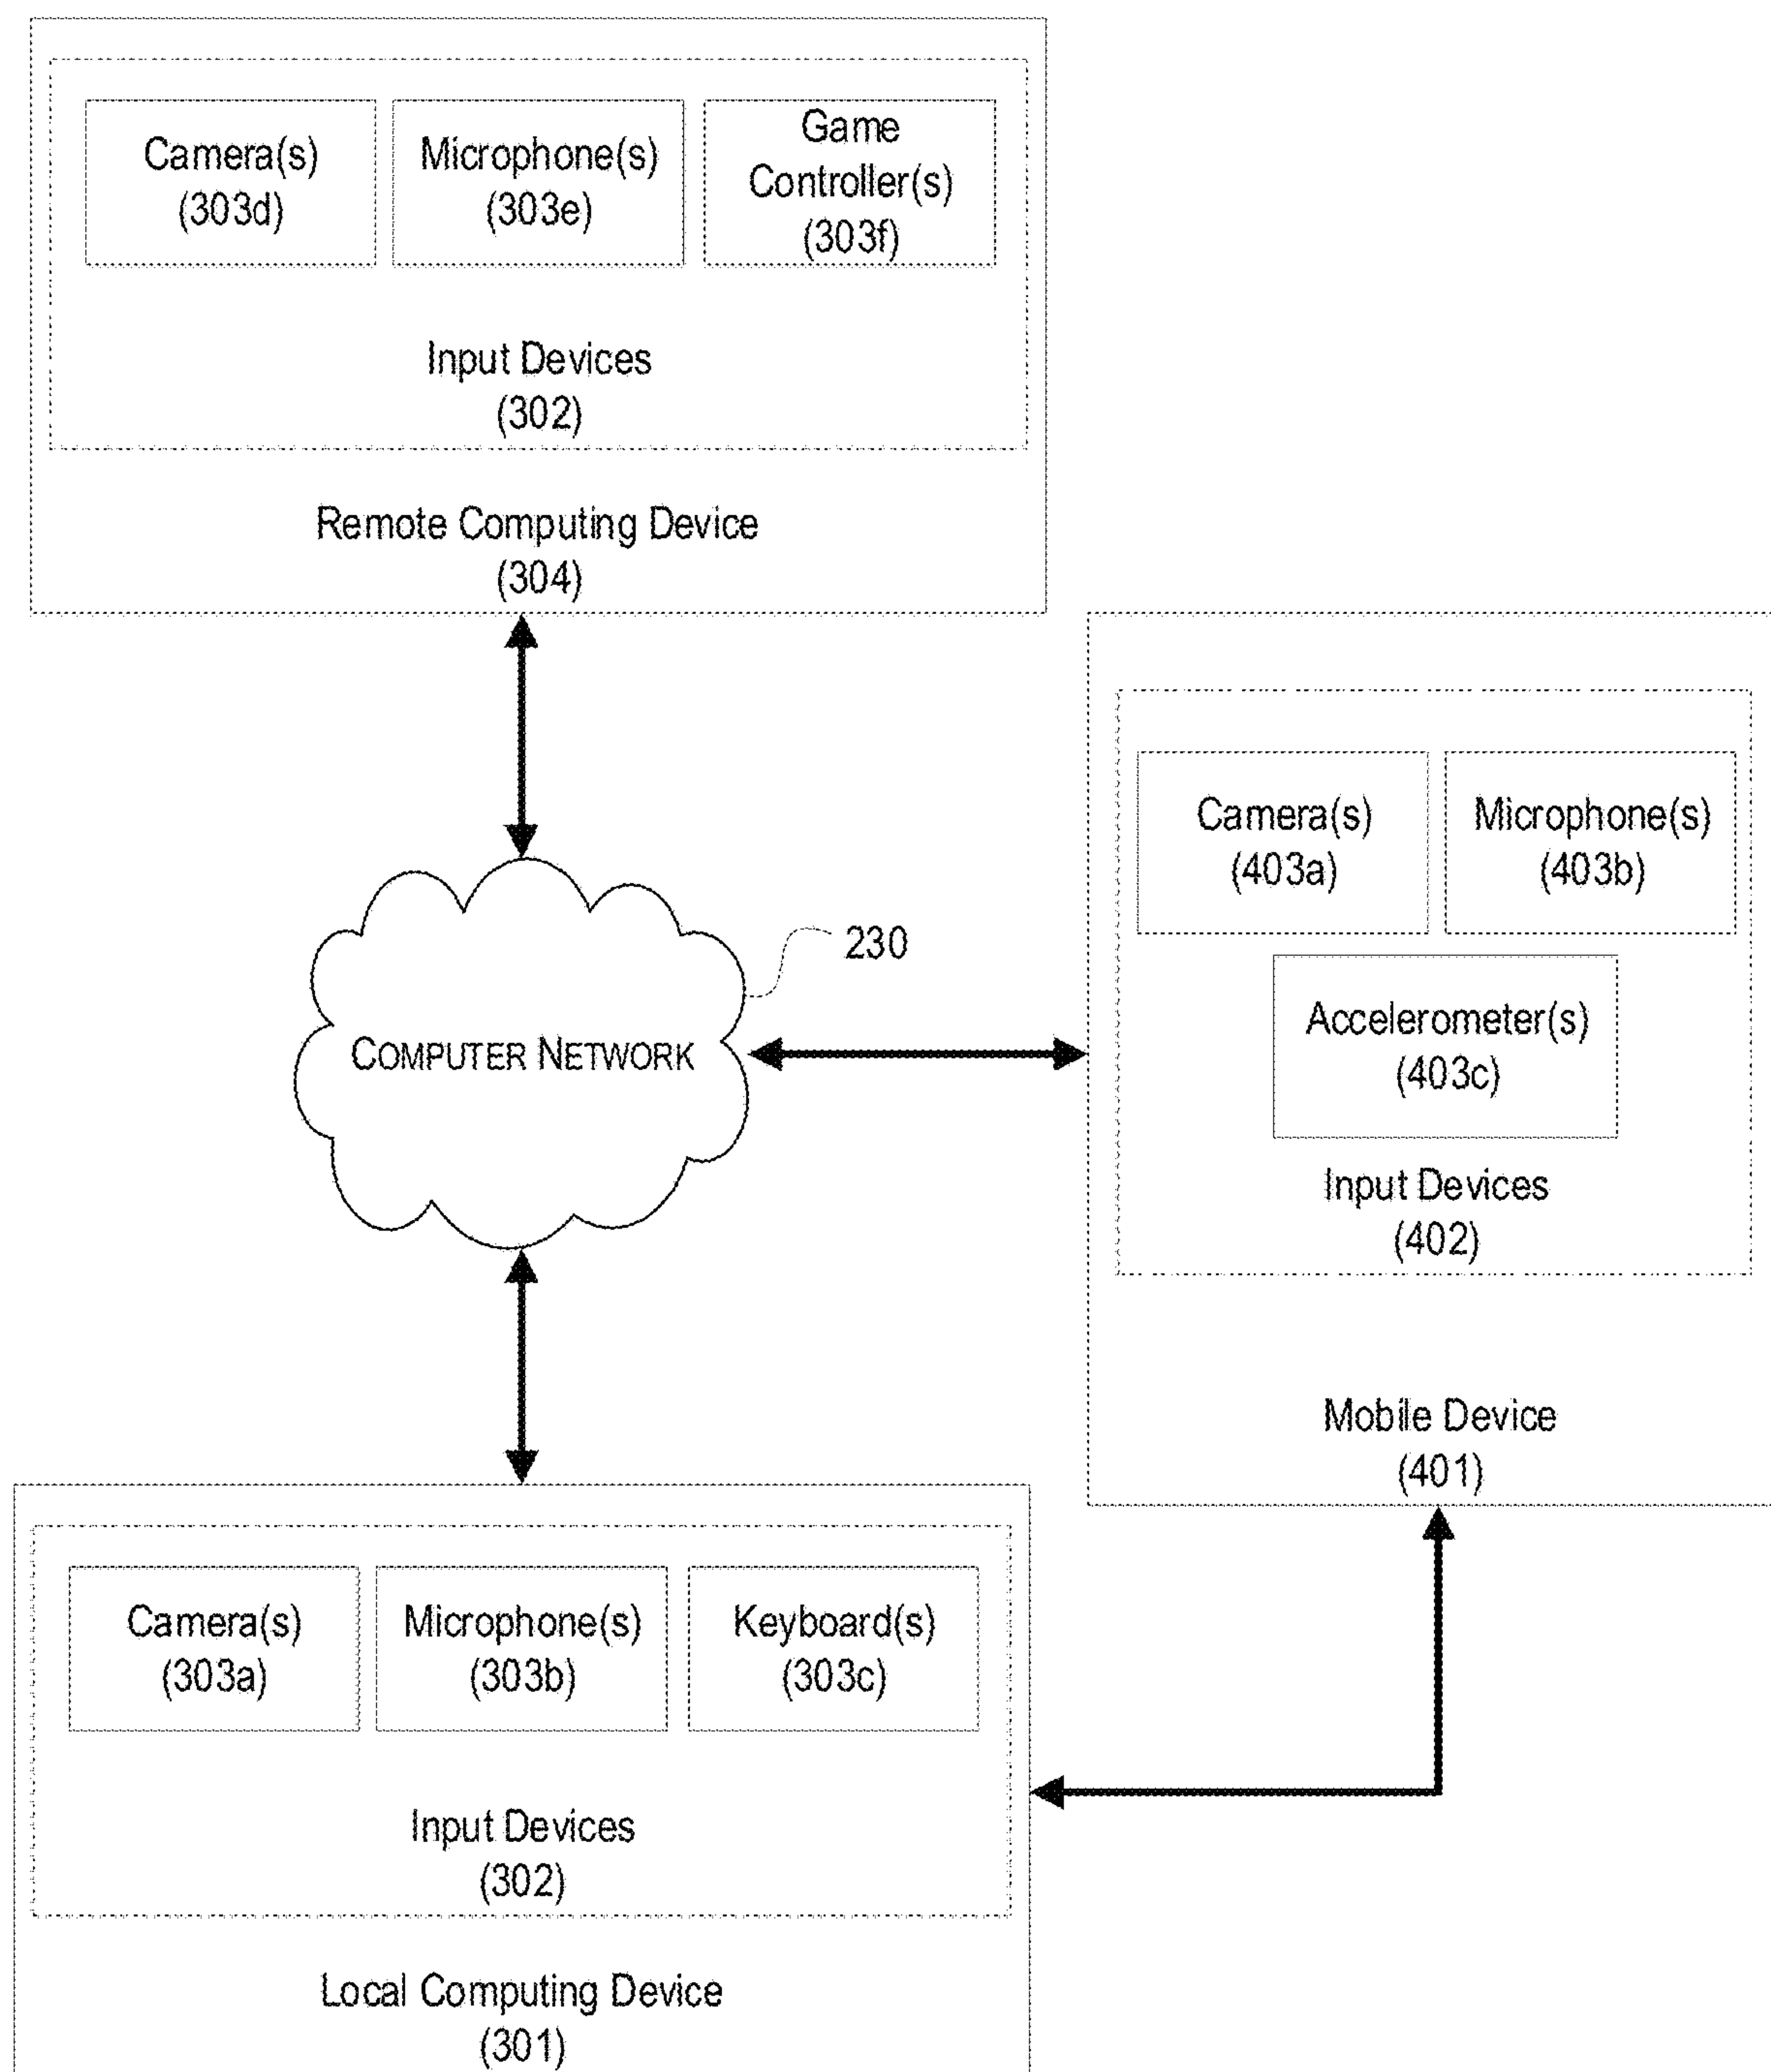 Camera(s)
(303d)
Microphone(s)
(303e)
Game
Controller(s)
(303f)
Input Devices
(302)
Remote Computing Device
(304)
230
COMPUTER NETWORK
Camera(s)
(403a)
Microphone(s)
(403b)
Accelerometer(s)
(403c)
Input Devices
(402)
Mobile Device
(401)
Camera(s)
(303a)
Microphone(s)
(303b)
Keyboard(s)
(303c)
Input Devices
(302)
Local Computing Device
(301)